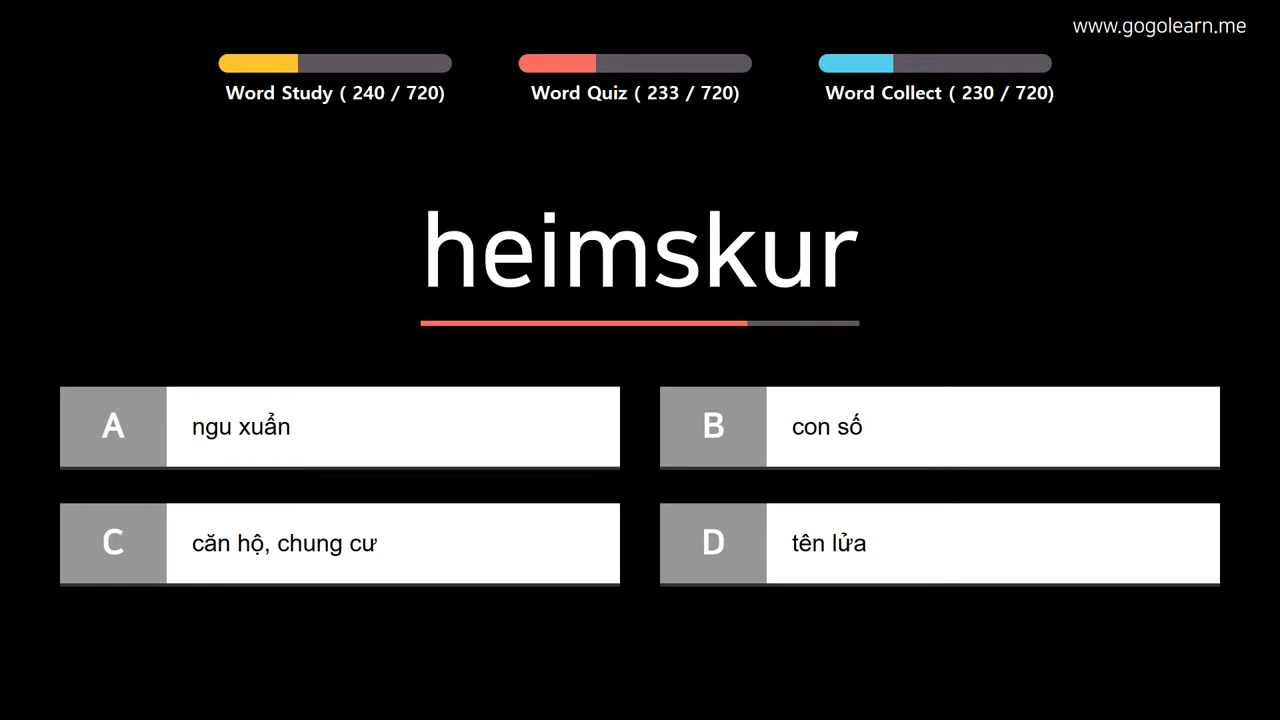 www.gogolearn.me
Word Study ( 240 / 720)
Word Quiz ( 233 / 720)
Word Collect ( 230 / 720)
heimskur
A ngu xuẩn
B con số
C căn hộ, chung cư
D tên lửa